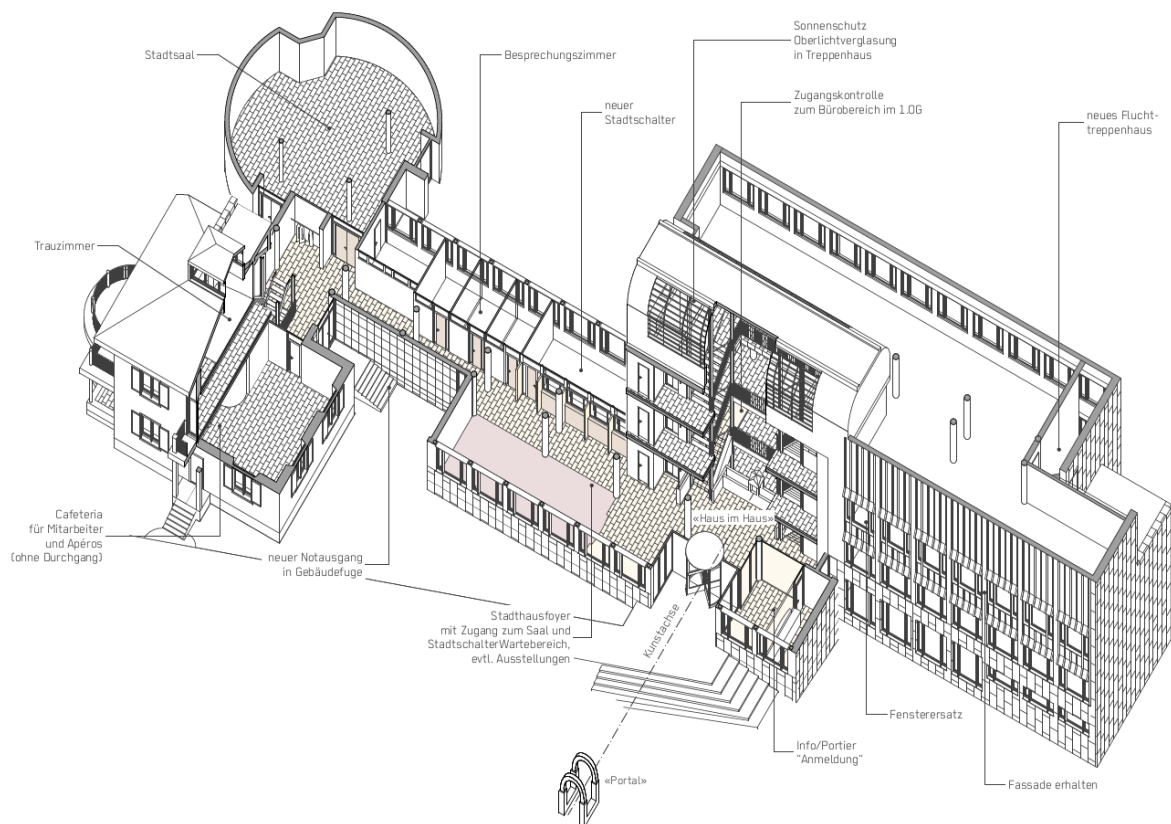 Stadtsaal
Besprechungszimmer
neuer
Stadtschalter
Sonnenschutz
Oberlichtverglasung
in Treppenhaus
Zugangskontrolle
zum Bürobereich im 1.OG
neues Flucht-
treppenhaus
Trauzimmer
Cafeteria
für Mitarbeiter
und Apéros
(ohne Durchgang)
neuer Notausgang
in Gebäudefuge
Stadthausfoyer
mit Zugang zum Saal und
StadtschalterWartebereich,
evtl. Ausstellungen
«Haus im Haus»
Kunstachse
«Portal»
Info/Portier
"Anmeldung"
Fensterersatz
Fassade erhalten